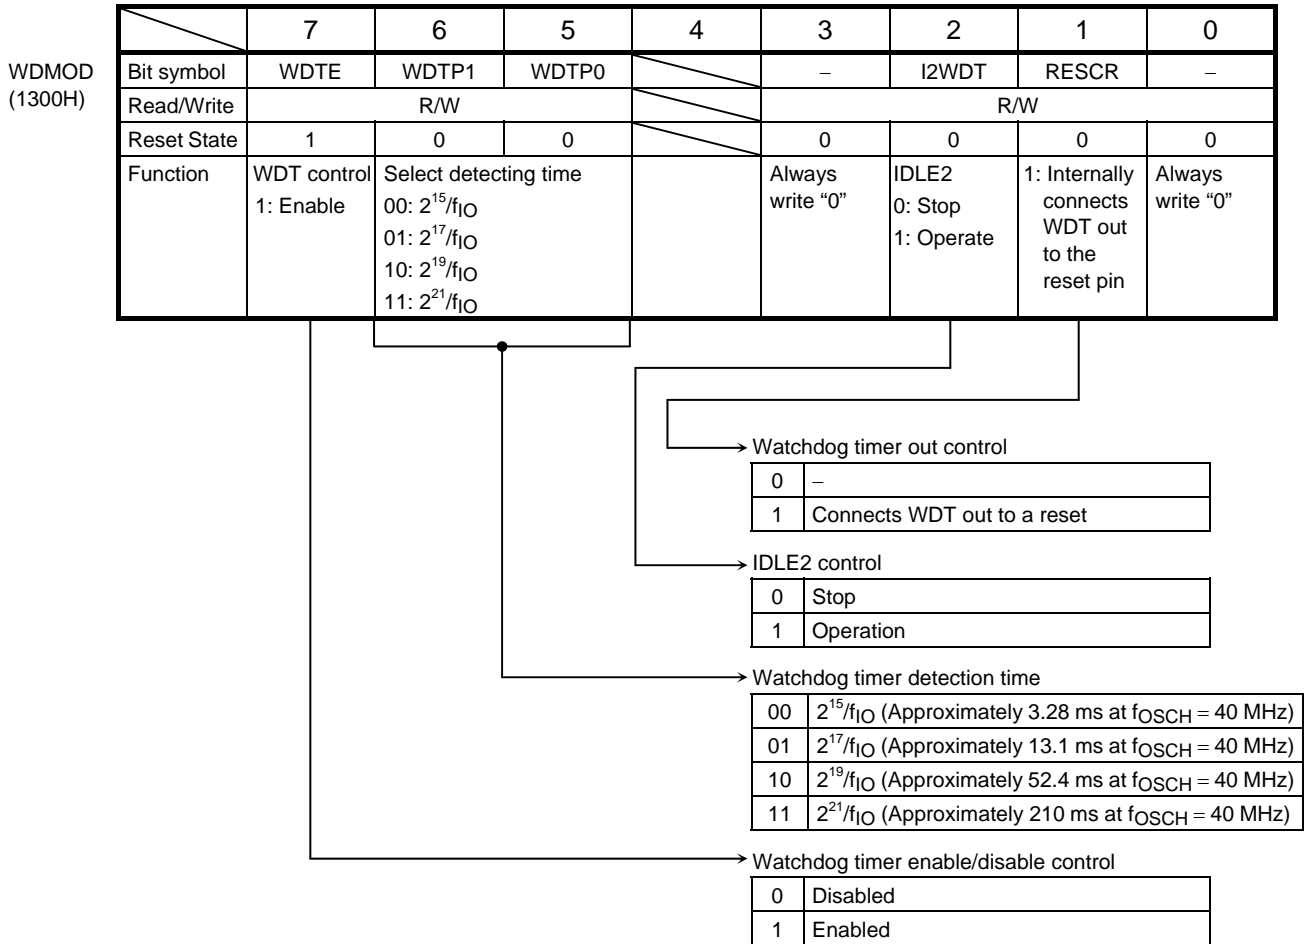 7 6 5 4 3 2 1 0
WDMOD
(1300H)
Bit symbol WDTE WDTP1 WDTP0 – I2WDT RESCR –
Read/Write R/W R/W
Reset State 1 0 0 0 0 0 0
Function
WDT control
1: Enable
Select detecting time
00: 2^15/fIO
01: 2^17/fIO
10: 2^19/fIO
11: 2^21/fIO
Always
write “0”
IDLE2
0: Stop
1: Operate
1: Internally
connects
WDT out
to the
reset pin
Always
write “0”
Watchdog timer out control
0 –
1 Connects WDT out to a reset
IDLE2 control
0 Stop
1 Operation
Watchdog timer detection time
00 2^15/fIO (Approximately 3.28 ms at fOSCH = 40 MHz)
01 2^17/fIO (Approximately 13.1 ms at fOSCH = 40 MHz)
10 2^19/fIO (Approximately 52.4 ms at fOSCH = 40 MHz)
11 2^21/fIO (Approximately 210 ms at fOSCH = 40 MHz)
Watchdog timer enable/disable control
0 Disabled
1 Enabled